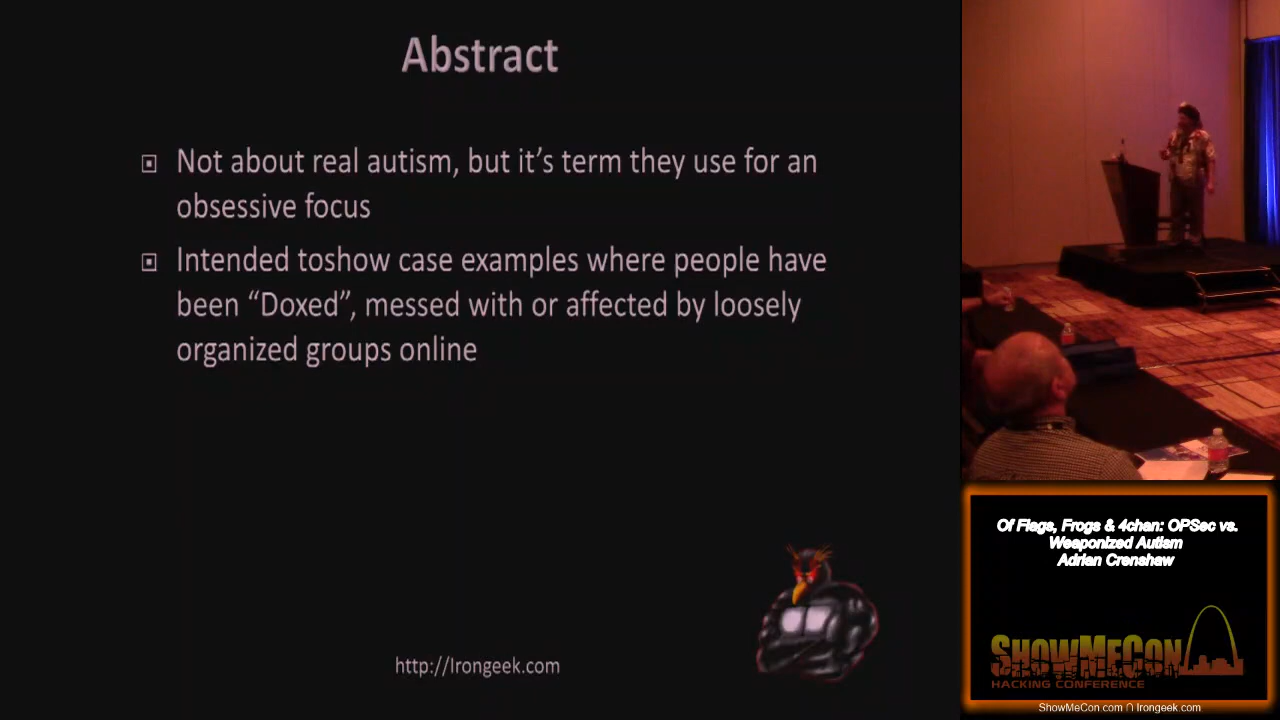 Abstract
Not about real autism, but it’s term they use for an
obsessive focus
Intended toshow case examples where people have
been “Doxed”, messed with or affected by loosely
organized groups online
http://Irongeek.com
Of Flags, Frogs & 4chan: OPSec vs.
Weaponized Autism
Adrian Crenshaw
SHOWMECON
HACKING CONFERENCE
ShowMeCon.com ∩ Irongeek.com